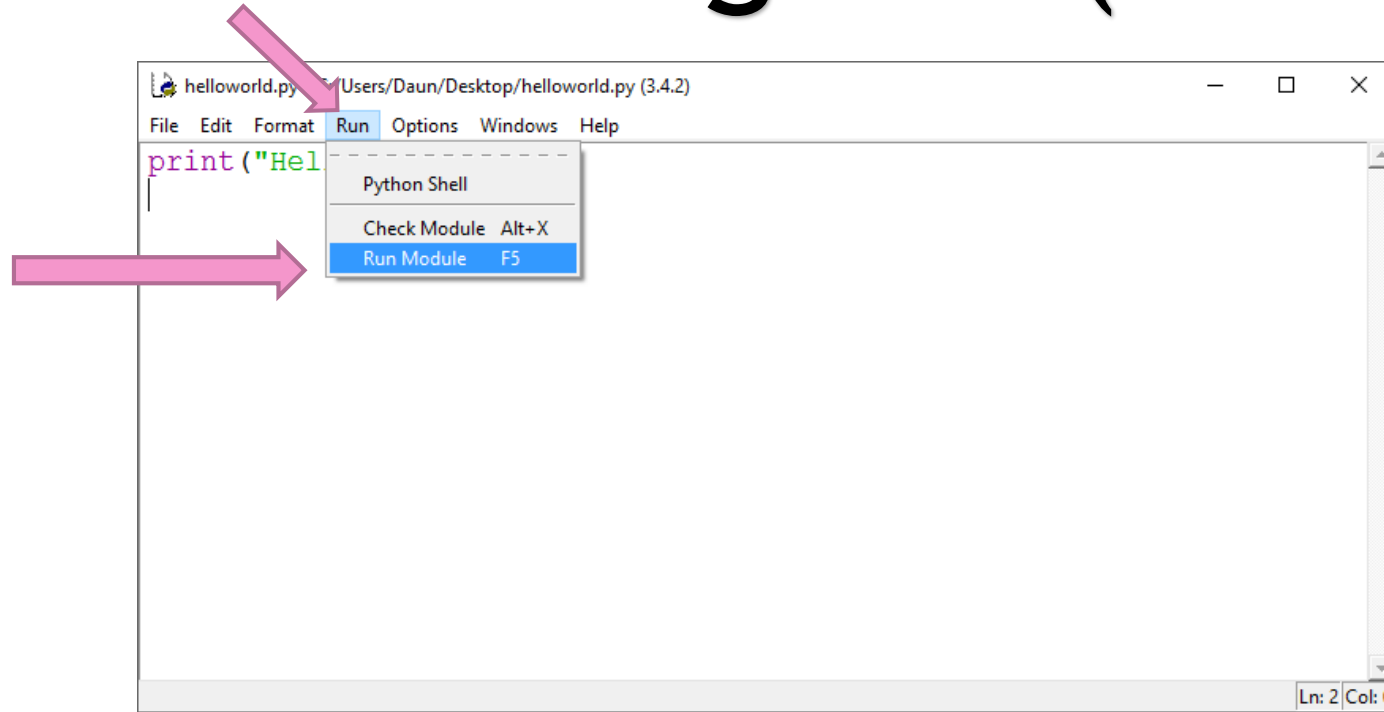 g (
helloworld.py /Users/Daun/Desktop/helloworld.py (3.4.2)
File Edit Format Run Options Windows Help
print("Hel
Python Shell
Check Module Alt+X
Run Module F5
Ln: 2 Col: